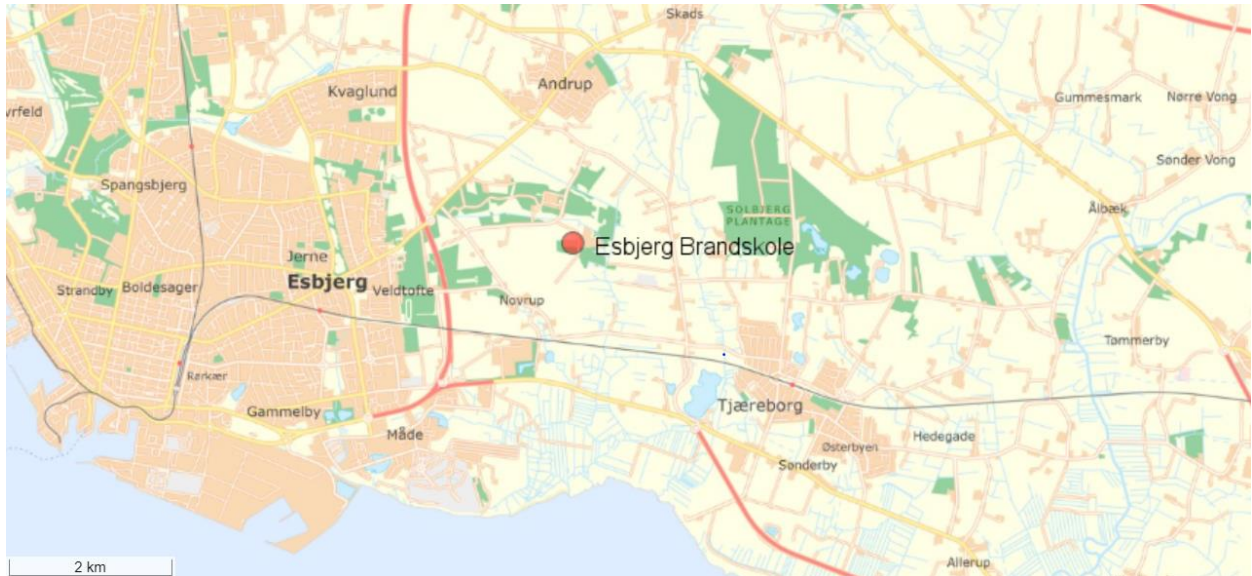 Skads
Kvaglund
Andrup
yrfeld
Gummesmark
Nørre Vong
Sønder Vong
Spangsbjerg
SOLBJERG
PLANTAGE
Ålbæk
Esbjerg Brandskole
Jerne
Esbjerg
Strandby
Boldesager
Veldtofte
Novrup
Tømmerby
Rørkær
Gammelby
Tjæreborg
Måde
Hedegade
Østerbyen
Sønderby
Allerup
2 km